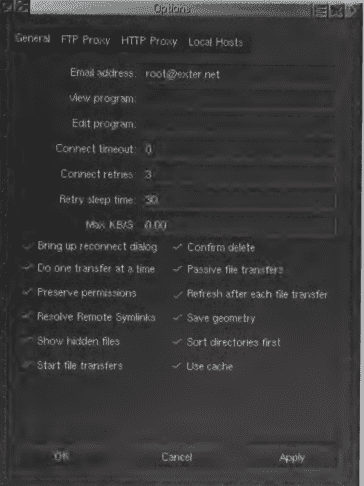 Options
General FTP Proxy HTTP Proxy Local Hosts
Email address: root@exter.net
View program:
Edit program:
Connect timeout: 0
Connect retries: 3
Retry sleep time: 30
Max KB/S: 0.00
Bring up reconnect dialog Confirm delete
Do one transfer at a time Passive file transfers
Preserve permissions Refresh after each file transfer
Resolve Remote Symlinks Save geometry
Show hidden files Sort directories first
Start file transfers Use cache
OK Cancel Apply